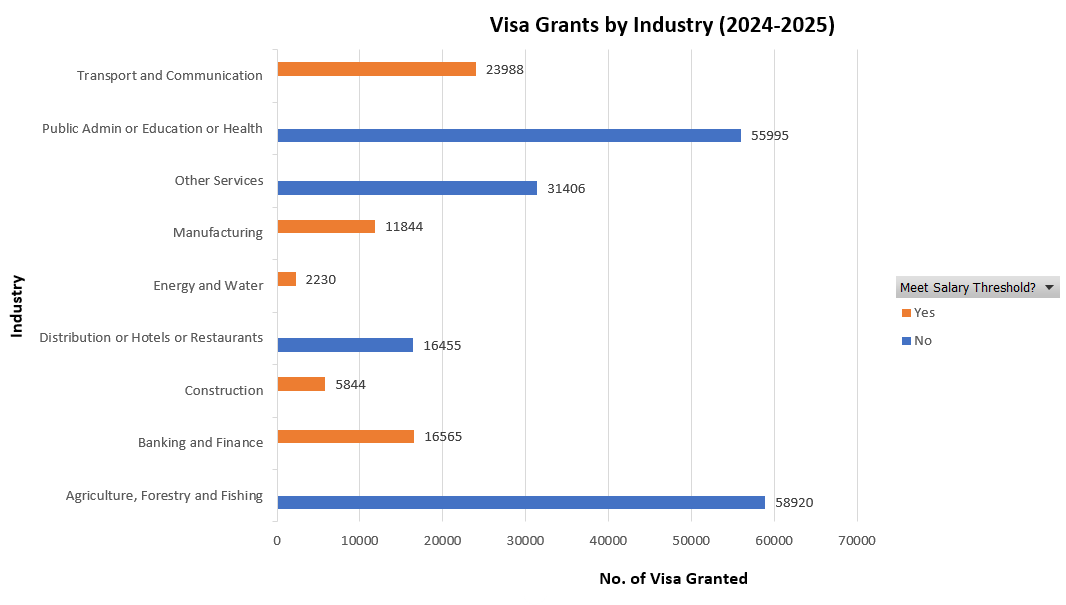 Visa Grants by Industry (2024-2025)
Transport and Communication
23988
Public Admin or Education or Health
55995
Other Services
31406
Manufacturing
11844
Energy and Water
2230
Distribution or Hotels or Restaurants
16455
Construction
5844
Banking and Finance
16565
Agriculture, Forestry and Fishing
58920
Industry
0 10000 20000 30000 40000 50000 60000 70000
No. of Visa Granted
Meet Salary Threshold?
Yes
No